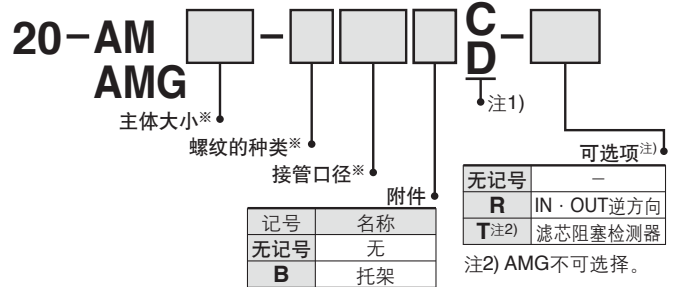 20-AM □ - □ □ □ C - □
AMG D
注1)
主体大小※
螺纹的种类※
接管口径※
附件
记号 名称
无记号 无
B 托架
可选项注)
无记号 –
R IN・OUT逆方向
T注2) 滤芯阻塞检测器
注2) AMG不可选择。